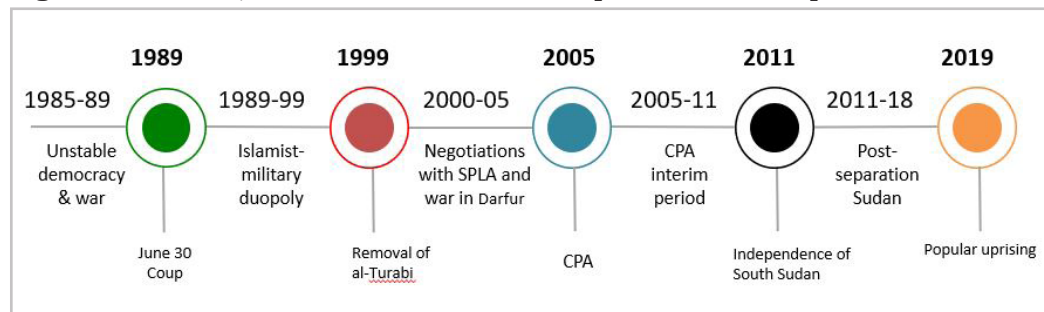 1989
1999
2005
2011
2019
1985-89
1989-99
2000-05
2005-11
2011-18
Unstable
democracy
& war
Islamist-
military
duopoly
Negotiations
with SPLA and
war in Darfur
CPA
interim
period
Post-
separation
Sudan
June 30
Coup
Removal of
al-Turabi
CPA
Independence of
South Sudan
Popular uprising